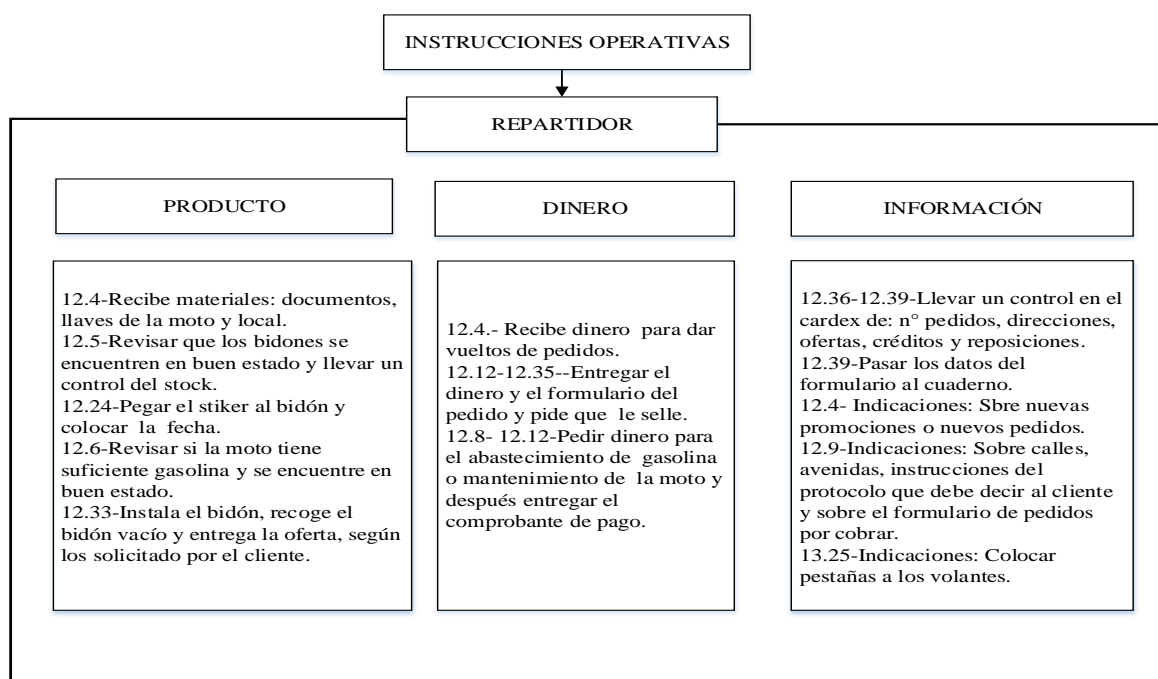 INSTRUCCIONES OPERATIVAS
REPARTIDOR
PRODUCTO
12.4-Recibe materiales: documentos,
llaves de la moto y local.
12.5-Revisar que los bidones se
encuentren en buen estado y llevar un
control del stock.
12.24-Pegar el stiker al bidón y
colocar la fecha.
12.6-Revisar si la moto tiene
suficiente gasolina y se encuentre en
buen estado.
12.33-Instala el bidón, recoge el
bidón vacío y entrega la oferta, según
los solicitado por el cliente.
DINERO
12.4.- Recibe dinero para dar
vueltos de pedidos.
12.12-12.35--Entregar el
dinero y el formulario del
pedido y pide que le selle.
12.8- 12.12-Pedir dinero para
el abastecimiento de gasolina
o mantenimiento de la moto y
después entregar el
comprobante de pago.
INFORMACIÓN
12.36-12.39-Llevar un control en el
cardex de: n° pedidos, direcciones,
ofertas, créditos y reposiciones.
12.39-Pasar los datos del
formulario al cuaderno.
12.4- Indicaciones: Sbre nuevas
promociones o nuevos pedidos.
12.9-Indicaciones: Sobre calles,
avenidas, instrucciones del
protocolo que debe decir al cliente
y sobre el formulario de pedidos
por cobrar.
13.25-Indicaciones: Colocar
pestañas a los volantes.